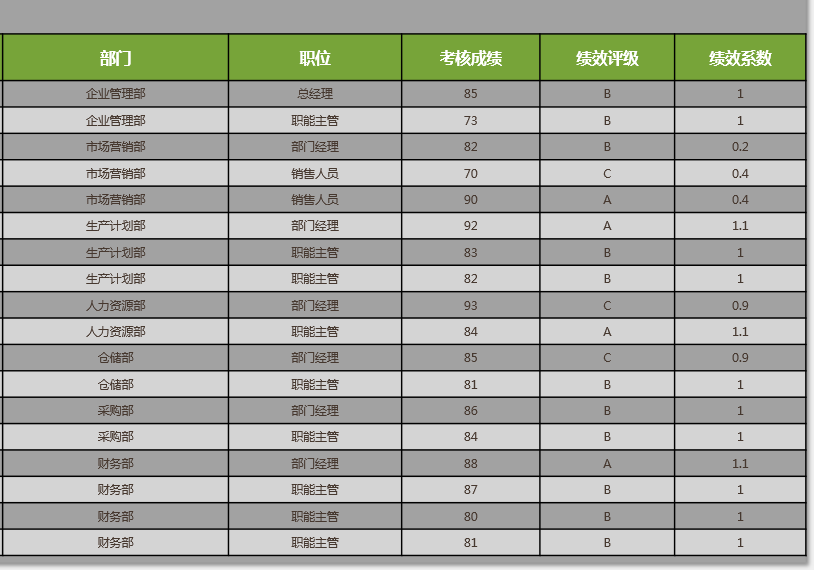 部门 职位 考核成绩 绩效评级 绩效系数
企业管理部 总经理 85 B 1
企业管理部 职能主管 73 B 1
市场营销部 部门经理 82 B 0.2
市场营销部 销售人员 70 C 0.4
市场营销部 销售人员 90 A 0.4
生产计划部 部门经理 92 A 1.1
生产计划部 职能主管 83 B 1
生产计划部 职能主管 82 B 1
人力资源部 部门经理 93 C 0.9
人力资源部 职能主管 84 A 1.1
仓储部 部门经理 85 C 0.9
仓储部 职能主管 81 B 1
采购部 部门经理 86 B 1
采购部 职能主管 84 B 1
财务部 部门经理 88 A 1.1
财务部 职能主管 87 B 1
财务部 职能主管 80 B 1
财务部 职能主管 81 B 1